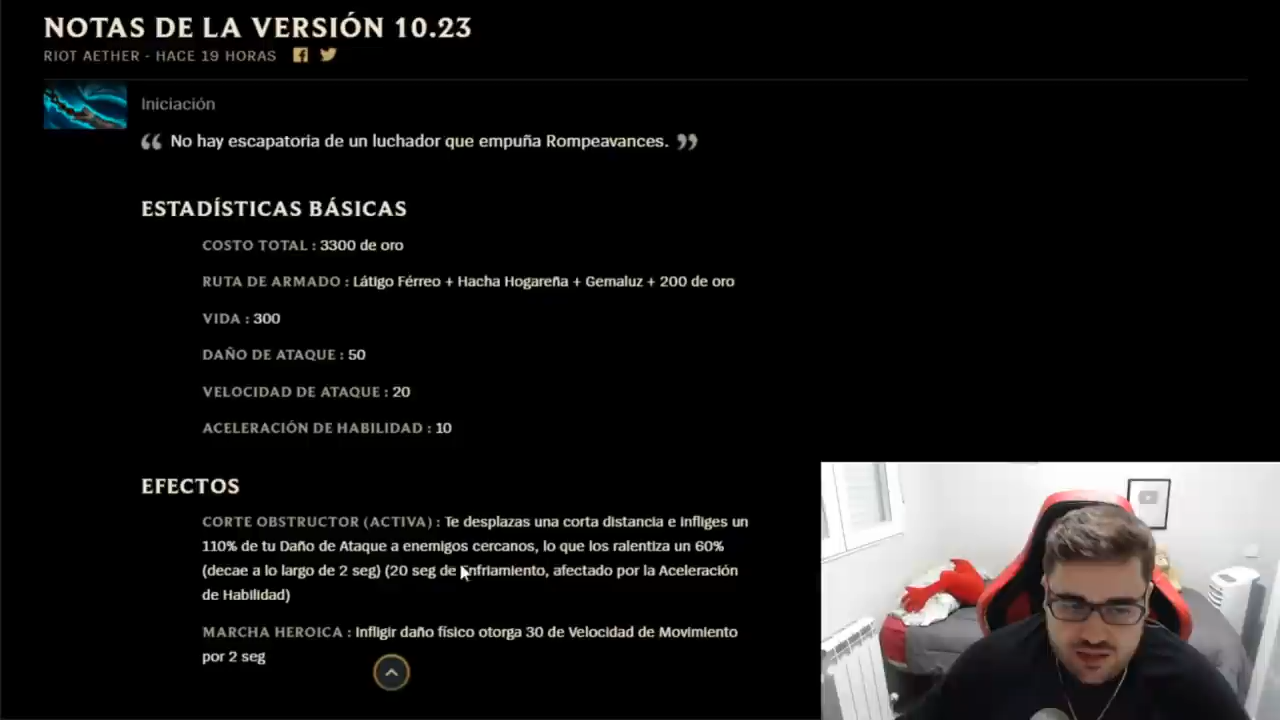 NOTAS DE LA VERSIÓN 10.23
RIOT AETHER - HACE 19 HORAS
Iniciación
No hay escapatoria de un luchador que empuña Rompeavances.
ESTADÍSTICAS BÁSICAS
COSTO TOTAL : 3300 de oro
RUTA DE ARMADO : Látigo Férreo + Hacha Hogareña + Gemaluz + 200 de oro
VIDA : 300
DAÑO DE ATAQUE : 50
VELOCIDAD DE ATAQUE : 20
ACELERACIÓN DE HABILIDAD : 10
EFECTOS
CORTE OBSTRUCTOR (ACTIVA) : Te desplazas una corta distancia e infliges un
110% de tu Daño de Ataque a enemigos cercanos, lo que los ralentiza un 60%
(decae a lo largo de 2 seg) (20 seg de Enfriamiento, afectado por la Aceleración
de Habilidad)
MARCHA HEROICA : Infligir daño físico otorga 30 de Velocidad de Movimiento
por 2 seg